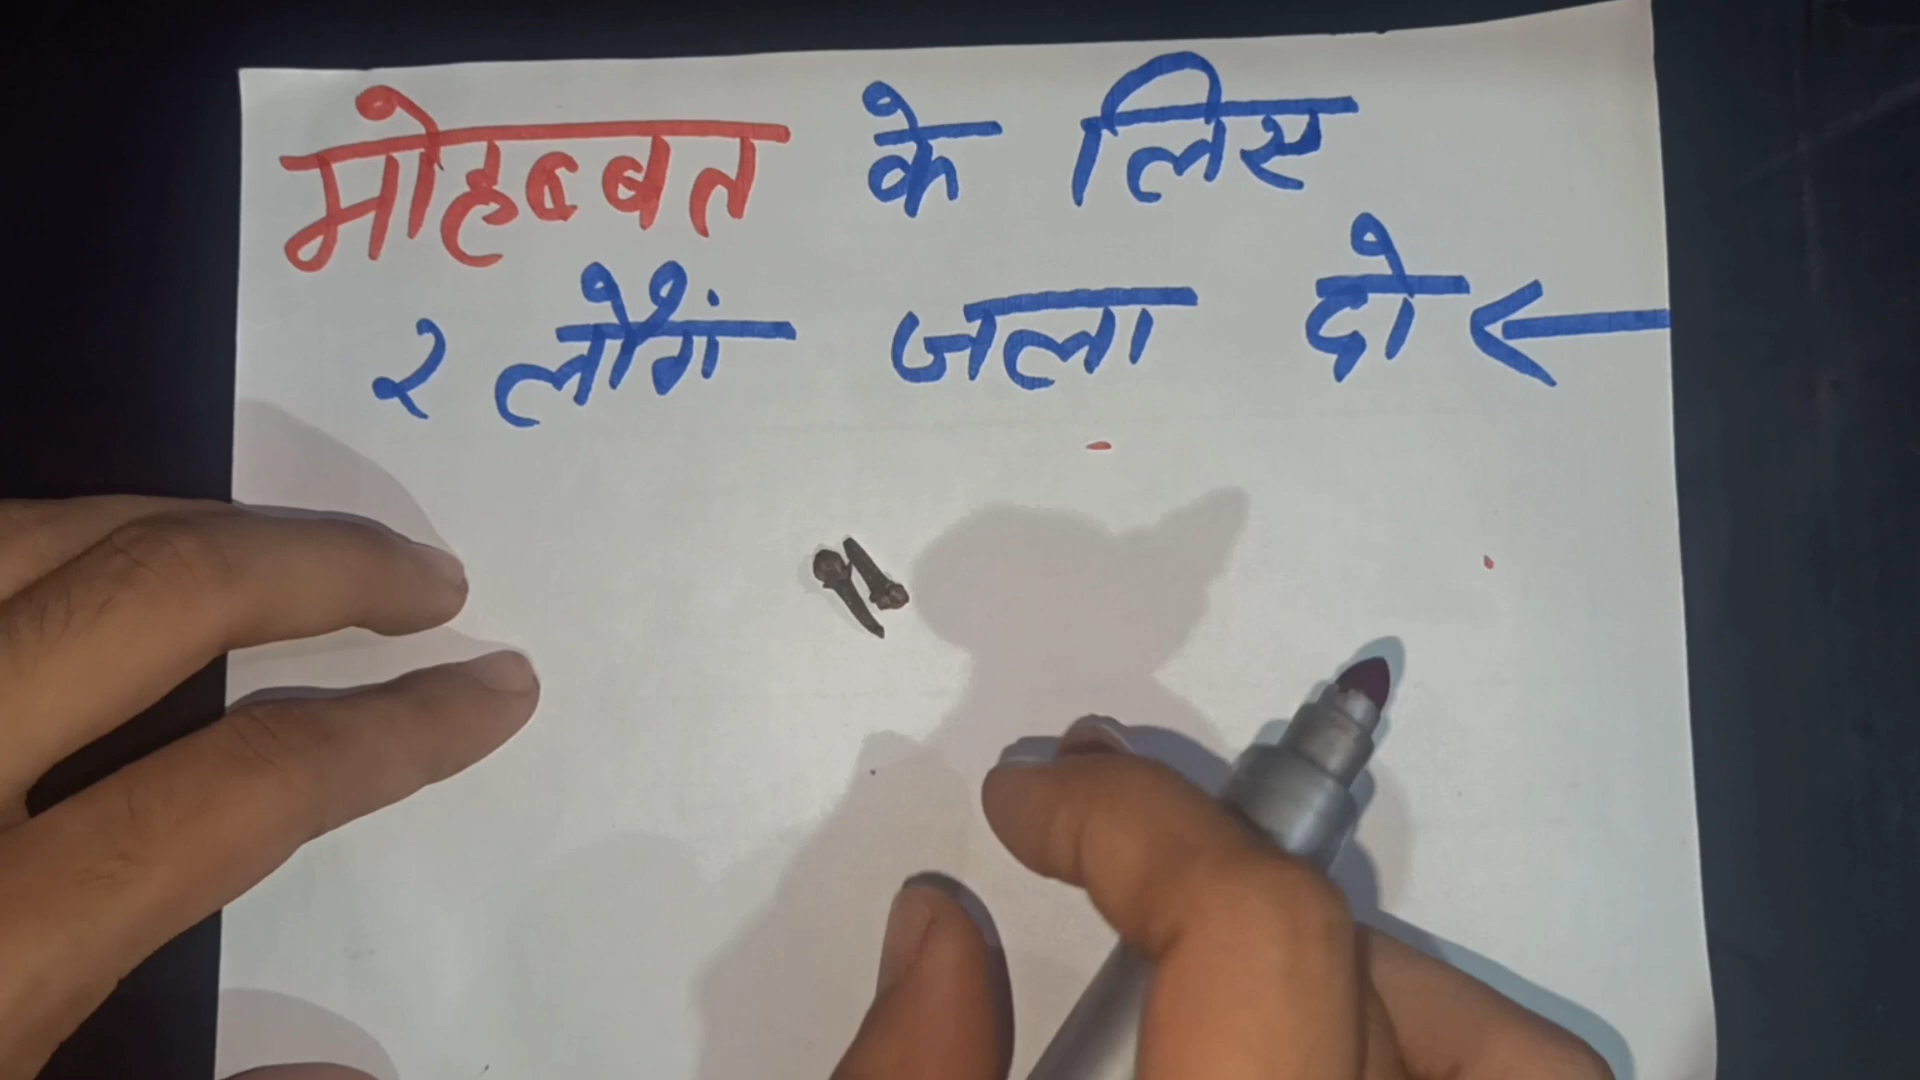 मोहब्बत के लिए
२ लौंग जला दो